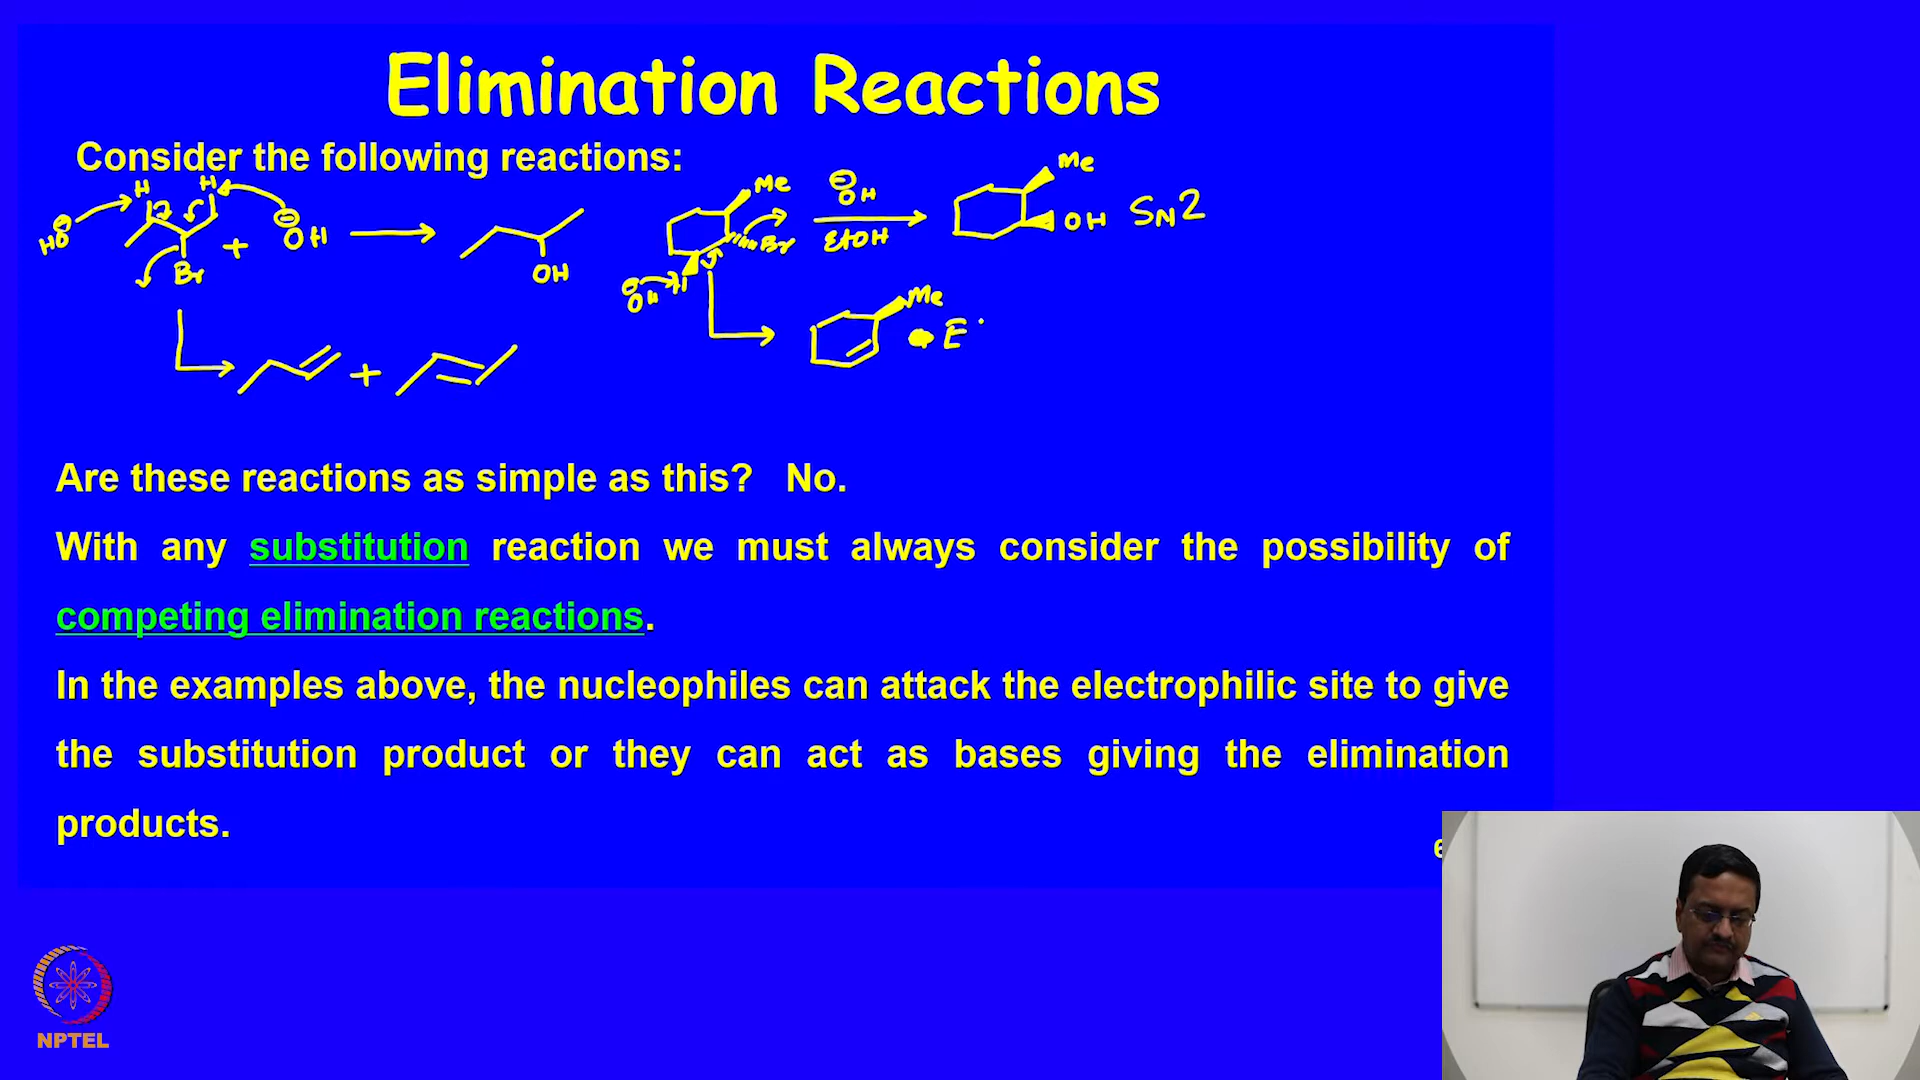 Elimination Reactions
Consider the following reactions:
H H
HO⊖ ⊖OH
+
Br
OH
+
Me
Br
⊖OH
EtOH
Me
OH SN2
⊖OH H
Me
E
Are these reactions as simple as this? No.
With any substitution reaction we must always consider the possibility of
competing elimination reactions.
In the examples above, the nucleophiles can attack the electrophilic site to give
the substitution product or they can act as bases giving the elimination
products.
NPTEL